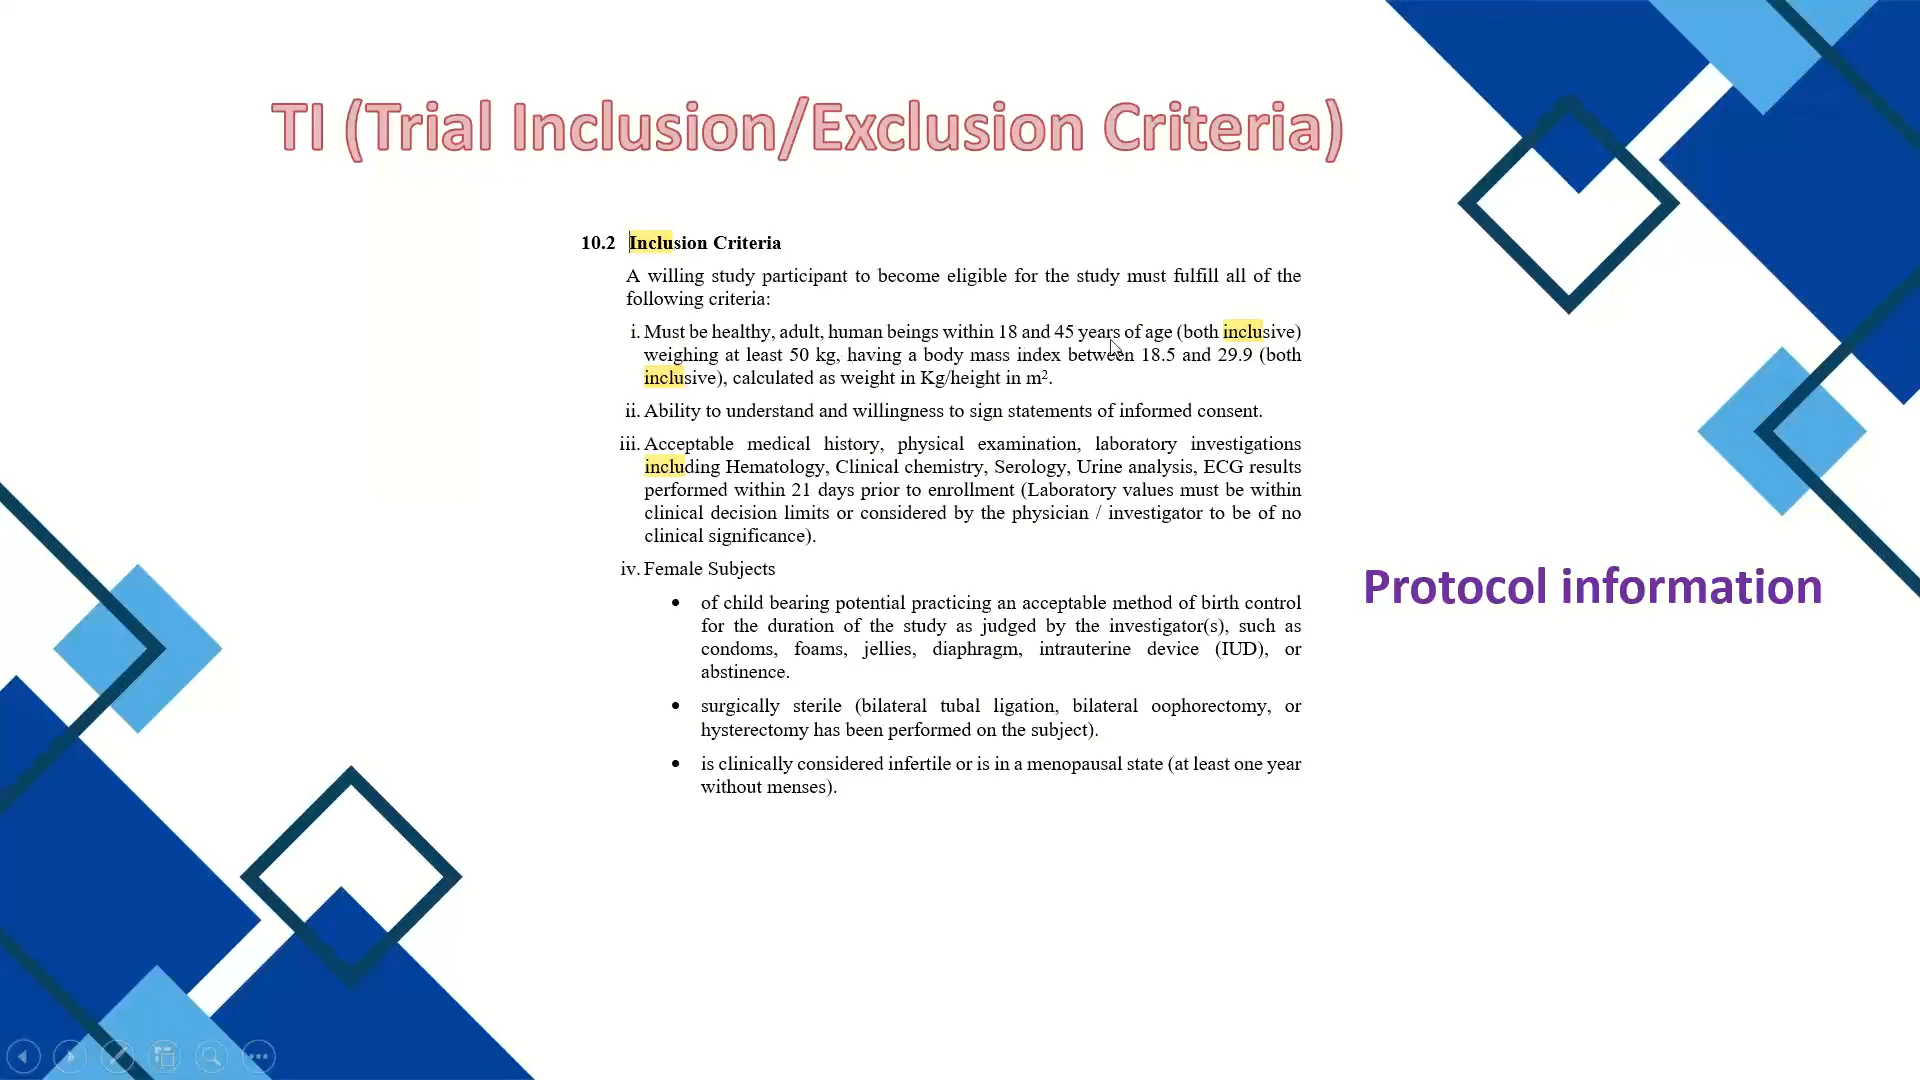 TI (Trial Inclusion/Exclusion Criteria)
10.2 Inclusion Criteria
A willing study participant to become eligible for the study must fulfill all of the
following criteria:
i. Must be healthy, adult, human beings within 18 and 45 years of age (both inclusive)
weighing at least 50 kg, having a body mass index between 18.5 and 29.9 (both
inclusive), calculated as weight in Kg/height in m².
ii. Ability to understand and willingness to sign statements of informed consent.
iii. Acceptable medical history, physical examination, laboratory investigations
including Hematology, Clinical chemistry, Serology, Urine analysis, ECG results
performed within 21 days prior to enrollment (Laboratory values must be within
clinical decision limits or considered by the physician / investigator to be of no
clinical significance).
iv. Female Subjects
• of child bearing potential practicing an acceptable method of birth control
for the duration of the study as judged by the investigator(s), such as
condoms, foams, jellies, diaphragm, intrauterine device (IUD), or
abstinence.
• surgically sterile (bilateral tubal ligation, bilateral oophorectomy, or
hysterectomy has been performed on the subject).
• is clinically considered infertile or is in a menopausal state (at least one year
without menses).
Protocol information